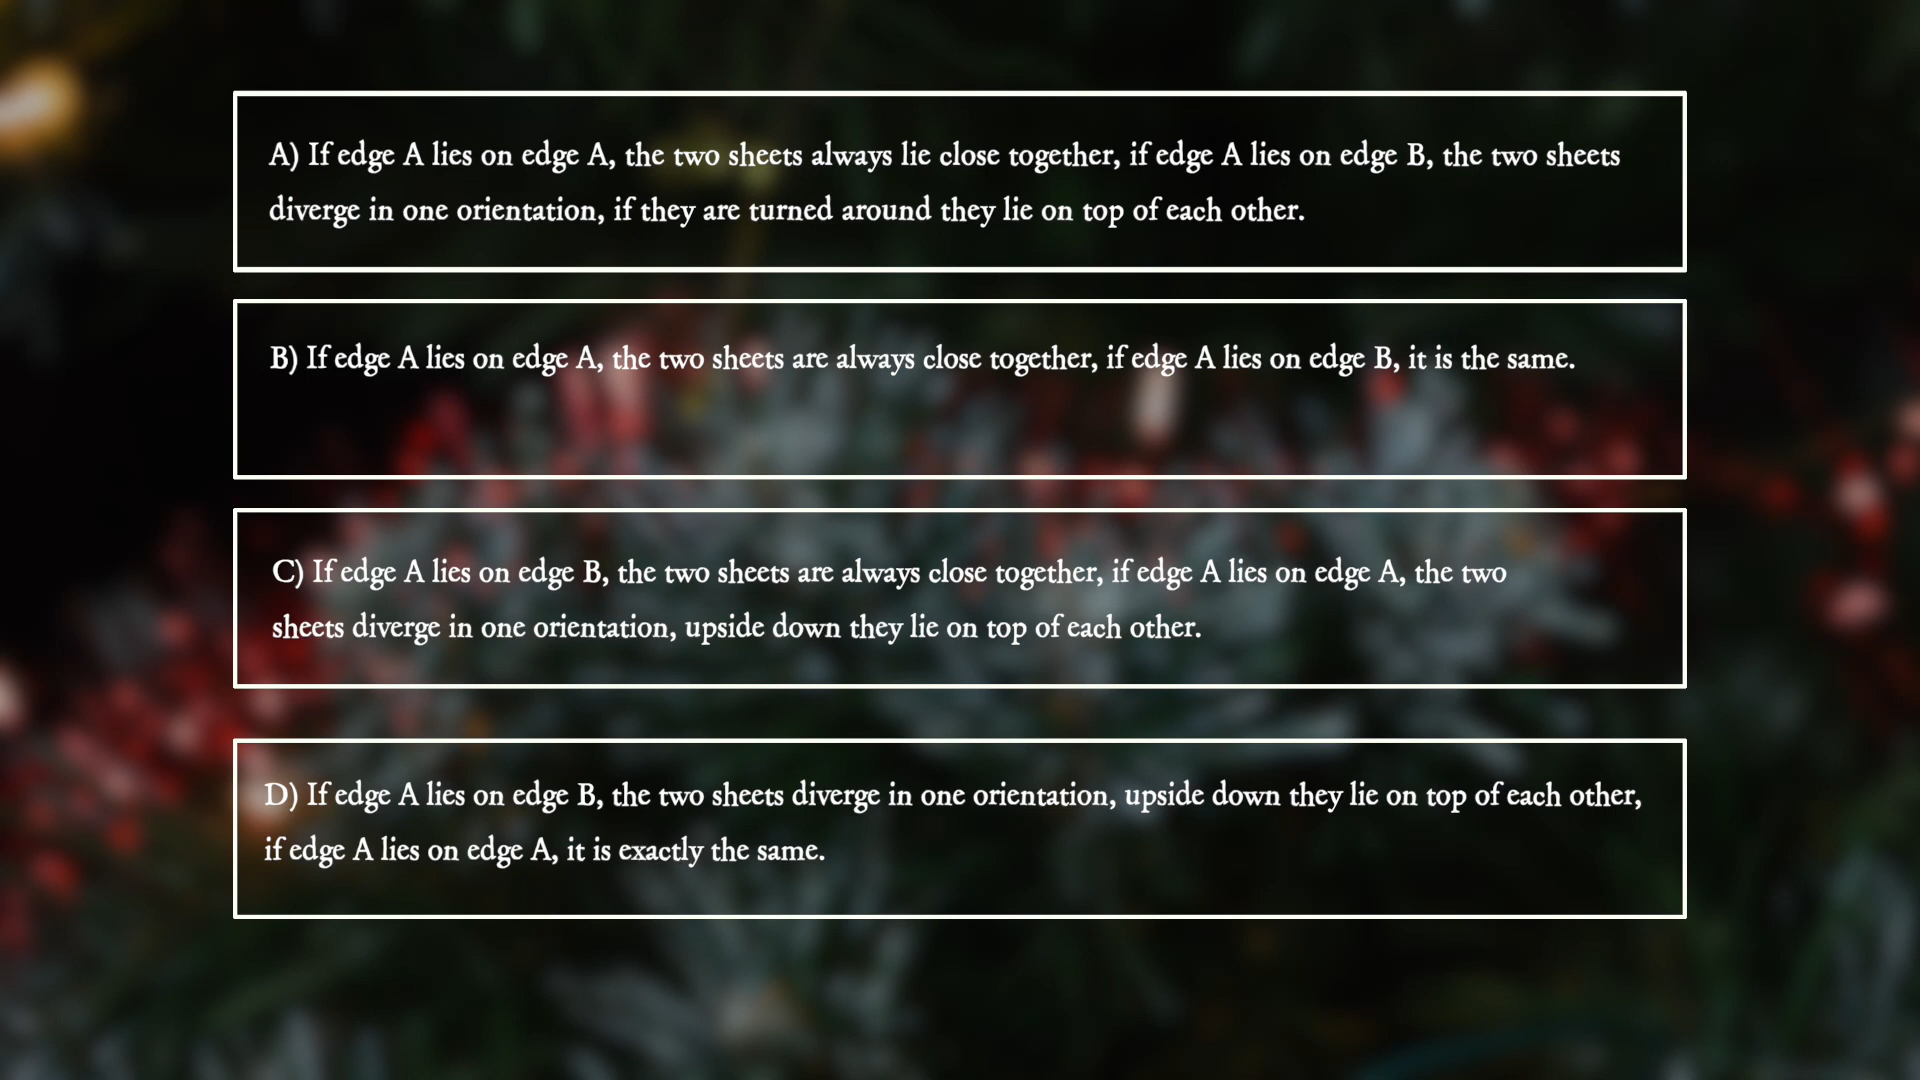 A) If edge A lies on edge A, the two sheets always lie close together, if edge A lies on edge B, the two sheets
diverge in one orientation, if they are turned around they lie on top of each other.
B) If edge A lies on edge A, the two sheets are always close together, if edge A lies on edge B, it is the same.
C) If edge A lies on edge B, the two sheets are always close together, if edge A lies on edge A, the two
sheets diverge in one orientation, upside down they lie on top of each other.
D) If edge A lies on edge B, the two sheets diverge in one orientation, upside down they lie on top of each other,
if edge A lies on edge A, it is exactly the same.